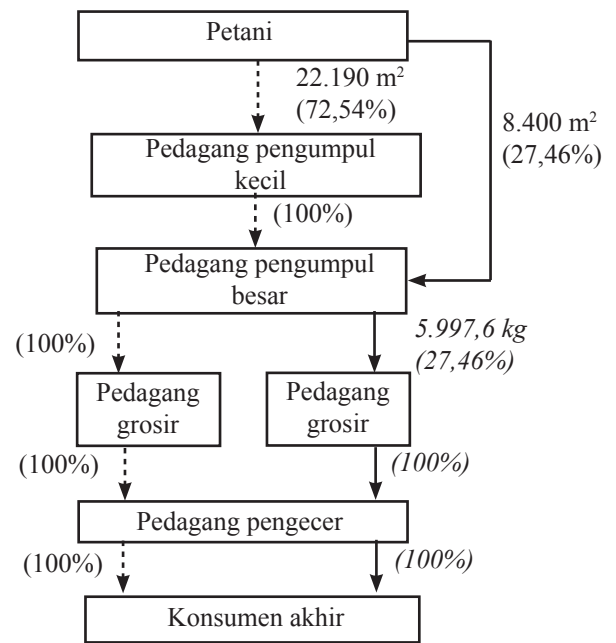 Petani
22.190 m²
(72,54%)
8.400 m²
(27,46%)
Pedagang pengumpul
kecil
(100%)
Pedagang pengumpul
besar
(100%)
5.997,6 kg
(27,46%)
Pedagang
grosir
Pedagang
grosir
(100%)
(100%)
Pedagang pengecer
(100%)
(100%)
Konsumen akhir